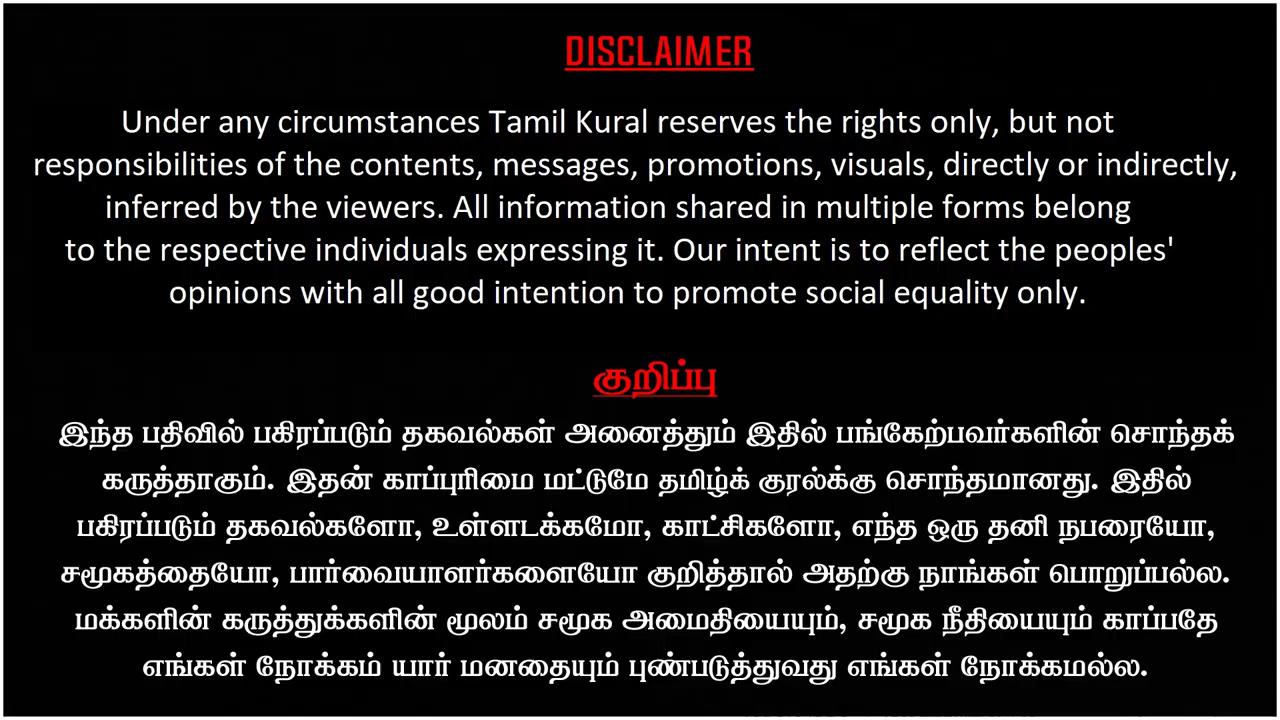 DISCLAIMER
Under any circumstances Tamil Kural reserves the rights only, but not
responsibilities of the contents, messages, promotions, visuals, directly or indirectly,
inferred by the viewers. All information shared in multiple forms belong
to the respective individuals expressing it. Our intent is to reflect the peoples'
opinions with all good intention to promote social equality only.
குறிப்பு
இந்த பதிவில் பகிரப்படும் தகவல்கள் அனைத்தும் இதில் பங்கேற்பவர்களின் சொந்தக்
கருத்தாகும். இதன் காப்புரிமை மட்டுமே தமிழ்க் குரல்க்கு சொந்தமானது. இதில்
பகிரப்படும் தகவல்களோ, உள்ளடக்கமோ, காட்சிகளோ, எந்த ஒரு தனி நபரையோ,
சமூகத்தையோ, பார்வையாளர்களையோ குறித்தால் அதற்கு நாங்கள் பொறுப்பல்ல.
மக்களின் கருத்துக்களின் மூலம் சமூக அமைதியையும், சமூக நீதியையும் காப்பதே
எங்கள் நோக்கம் யார் மனதையும் புண்படுத்துவது எங்கள் நோக்கமல்ல.